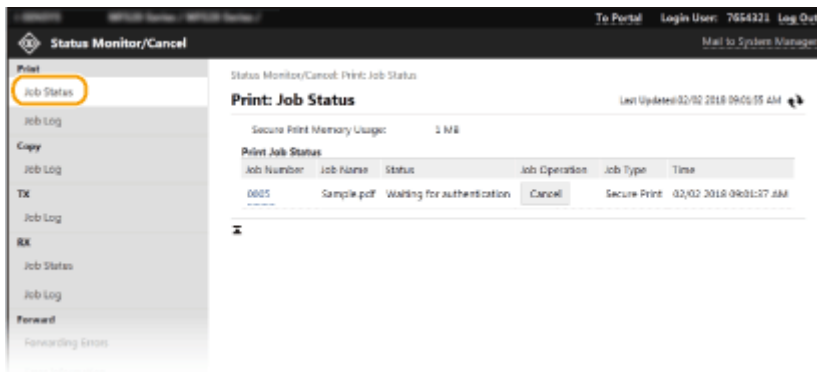 To Portal Login User: 7654321 Log Out
Status Monitor/Cancel
Mail to System Manager
Print
Job Status
Job Log
Copy
Job Log
TX
Job Log
RX
Job Status
Job Log
Forward
Forwarding Errors
Status Monitor/Cancel: Print: Job Status
Print: Job Status
Last Updated:02/02 2018 09:01:55 AM
Secure Print Memory Usage: 1 MB
Print Job Status
Job Number Job Name Status Job Operation Job Type Time
0005 Sample.pdf Waiting for authentication Cancel Secure Print 02/02 2018 09:01:37 AM